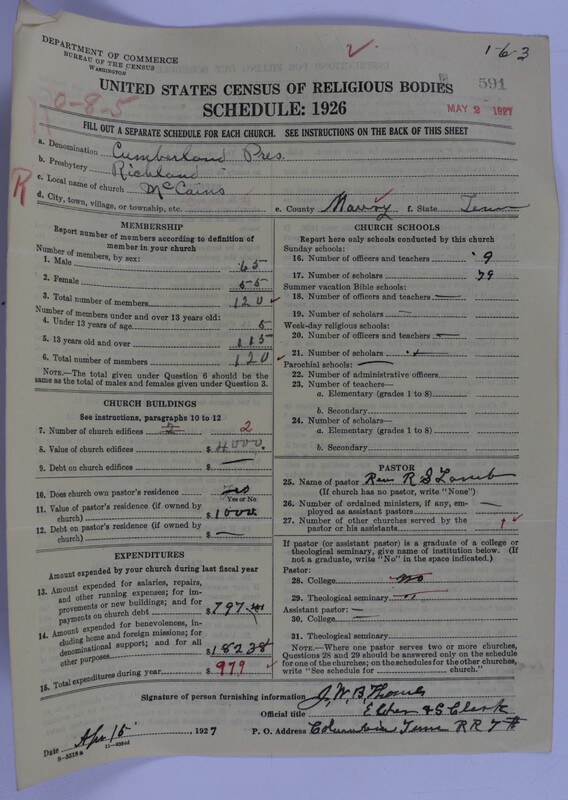 DEPARTMENT OF COMMERCE
BUREAU OF THE CENSUS
WASHINGTON
1-6-3
591
MAY 2 1927
6-8-5
UNITED STATES CENSUS OF RELIGIOUS BODIES
SCHEDULE: 1926
FILL OUT A SEPARATE SCHEDULE FOR EACH CHURCH. SEE INSTRUCTIONS ON THE BACK OF THIS SHEET
R
a. Denomination Cumberland Pres.
b. Presbytery Richland
c. Local name of church McCains
d. City, town, village, or township, etc.
e. County Maury f. State Tenn
MEMBERSHIP
Report number of members according to definition of member in your church
Number of members, by sex:
1. Male 65
2. Female 55
3. Total number of members 120
Number of members under and over 13 years old:
4. Under 13 years of age 5
5. 13 years old and over 115
6. Total number of members 120
NOTE.—The total given under Question 6 should be the
same as the total of males and females given under Question 3.
CHURCH BUILDINGS
See instructions, paragraphs 10 to 12
7. Number of church edifices 2
8. Value of church edifices $ 4000.
9. Debt on church edifices $ —
10. Does church own pastor's residence yes
Yes or No
11. Value of pastor's residence (if owned by
church) $ 1000
12. Debt on pastor's residence (if owned by
church) $ —
EXPENDITURES
Amount expended by your church during last fiscal year
13. Amount expended for salaries, repairs,
and other running expenses; for im-
provements or new buildings; and for
payments on church debt $ 797
14. Amount expended for benevolences, in-
cluding home and foreign missions; for
denominational support; and for all
other purposes $ 182 38
15. Total expenditures during year $ 979
CHURCH SCHOOLS
Report here only schools conducted by this church
Sunday schools:
16. Number of officers and teachers 9
17. Number of scholars 79
Summer vacation Bible schools:
18. Number of officers and teachers —
19. Number of scholars —
Week-day religious schools:
20. Number of officers and teachers —
21. Number of scholars
Parochial schools: —
22. Number of administrative officers
23. Number of teachers—
a. Elementary (grades 1 to 8)
b. Secondary
24. Number of scholars—
a. Elementary (grades 1 to 8)
b. Secondary
PASTOR
25. Name of pastor Rev R S Lamb
(If church has no pastor, write "None")
26. Number of ordained ministers, if any, em-
ployed as assistant pastors —
27. Number of other churches served by the
pastor or his assistants
If pastor (or assistant pastor) is a graduate of a college or
theological seminary, give name of institution below. (If
not a graduate, write "No" in the space indicated.)
Pastor:
28. College no
29. Theological seminary "
Assistant pastor: —
30. College —
31. Theological seminary
NOTE.—Where one pastor serves two or more churches,
Questions 28 and 29 should be answered only on the schedule
for one of the churches; on the schedules for the other churches,
write "See schedule for church."
Signature of person furnishing information J. W. B. Thomas
Official title Elder & S Clerk
Date Apr 15, 1927 P. O. Address Columbia Tenn RR 7
8-5318a 11-9364d